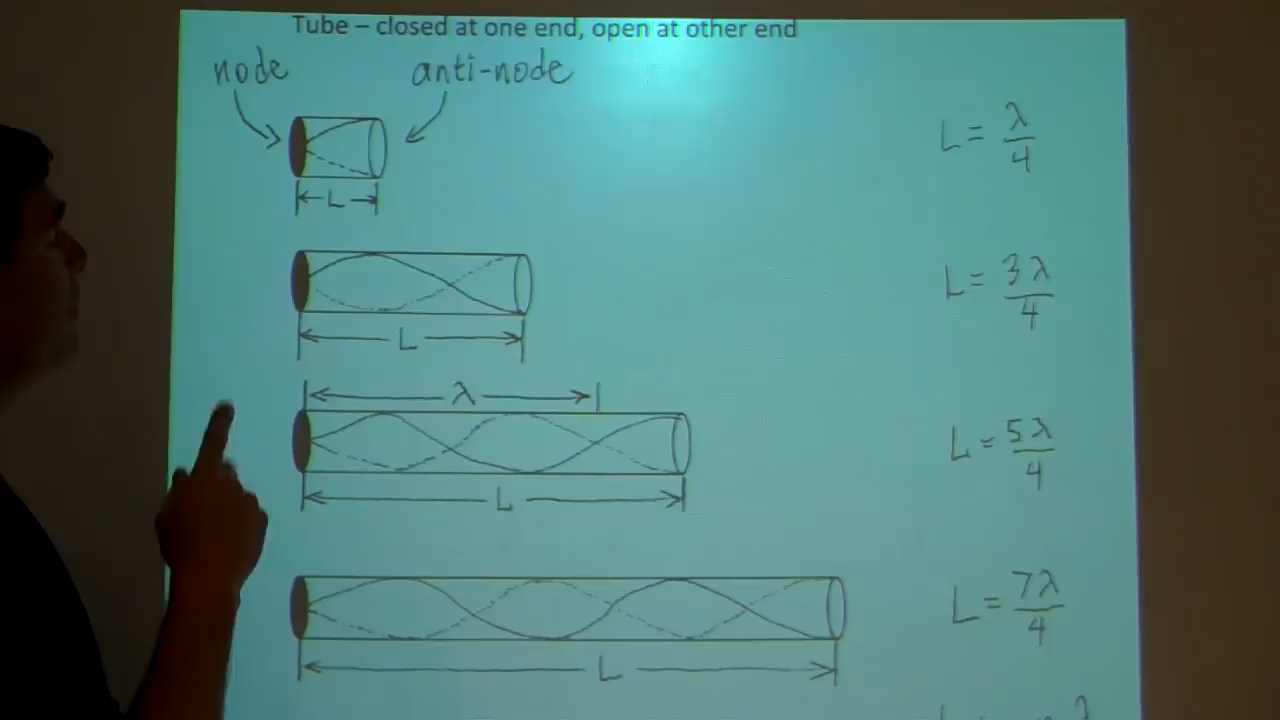 Tube – closed at one end, open at other end
node anti-node
L = λ/4
L
L = 3λ/4
L
λ
L = 5λ/4
L
L = 7λ/4
L